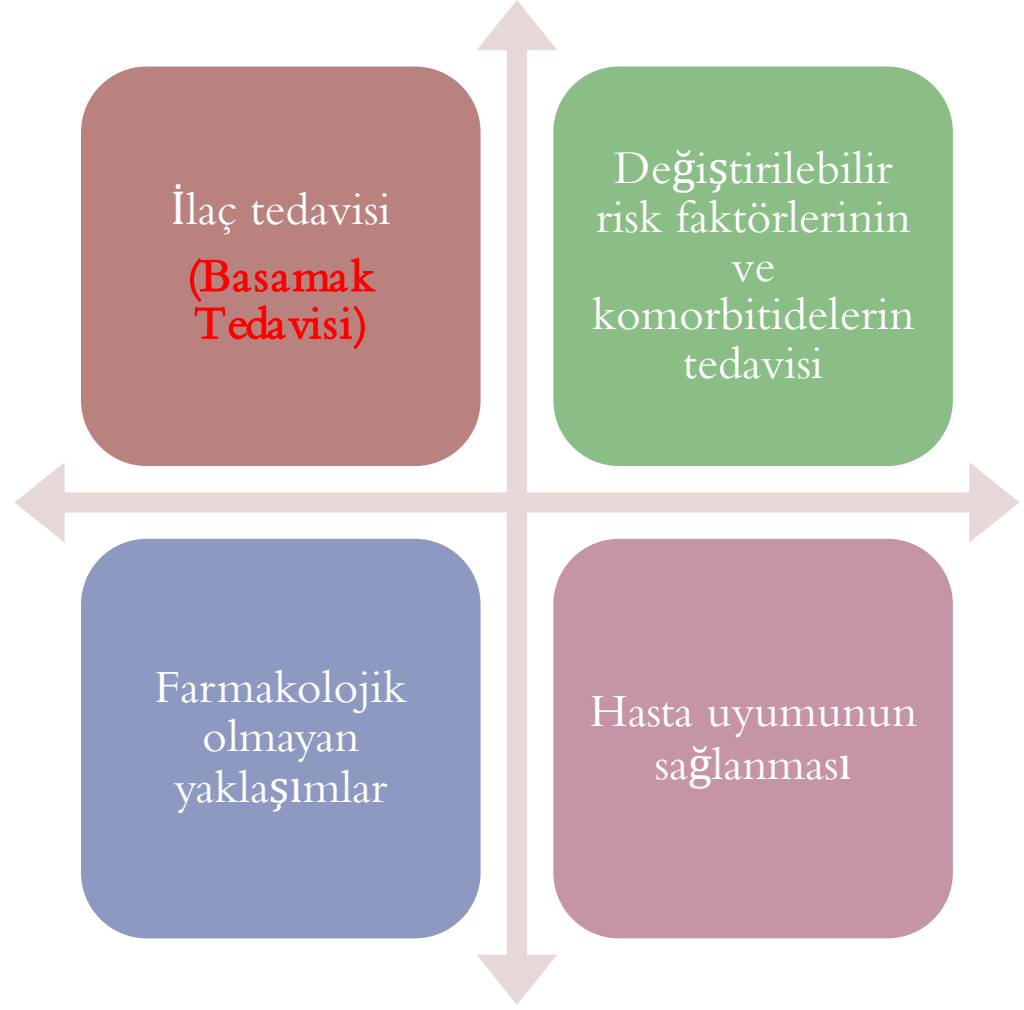 İlaç tedavisi
(Basamak
Tedavisi)
Değiştirilebilir
risk faktörlerinin
ve
komorbitidelerin
tedavisi
Farmakolojik
olmayan
yaklaşımlar
Hasta uyumunun
sağlanması